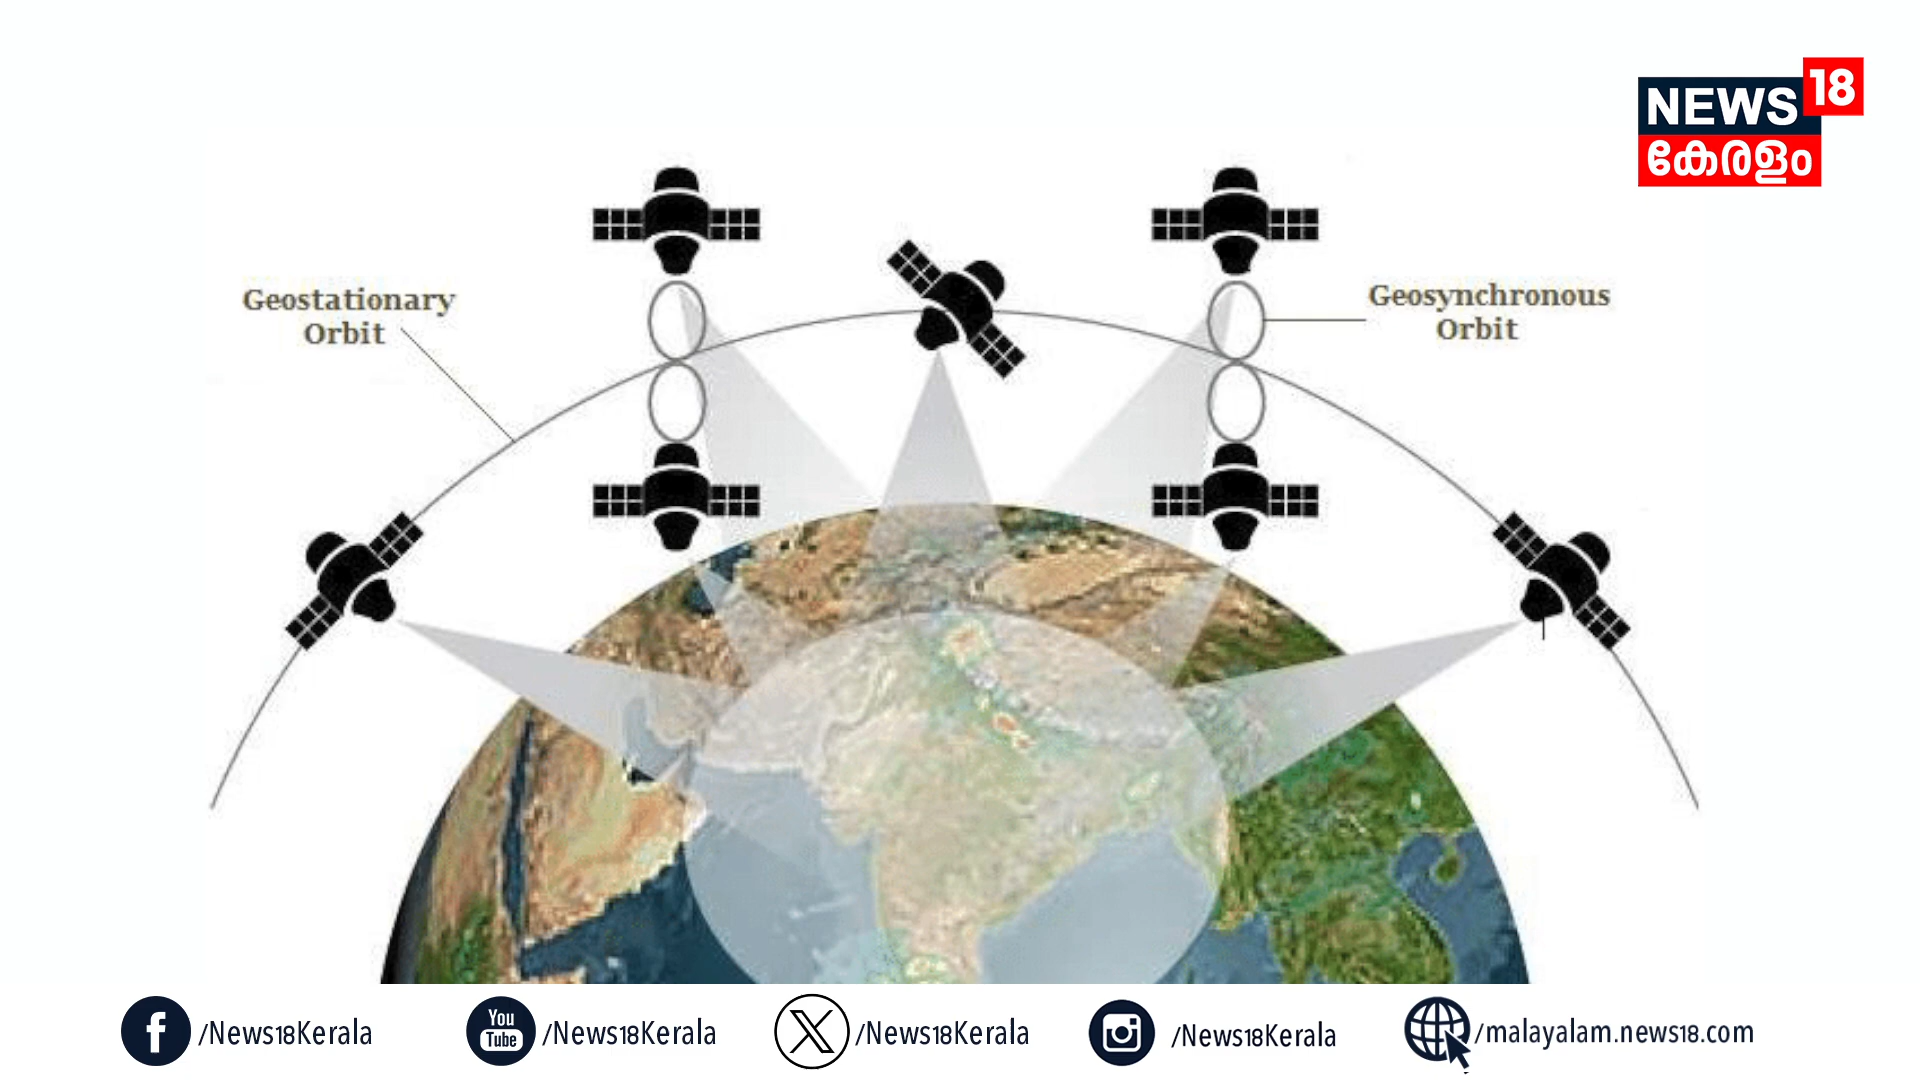 NEWS 18
കേരളം
Geostationary
Orbit
Geosynchronous
Orbit
/News18Kerala
You
Tube
/News18Kerala
/News18Kerala
/News18Kerala
/malayalam.news18.com